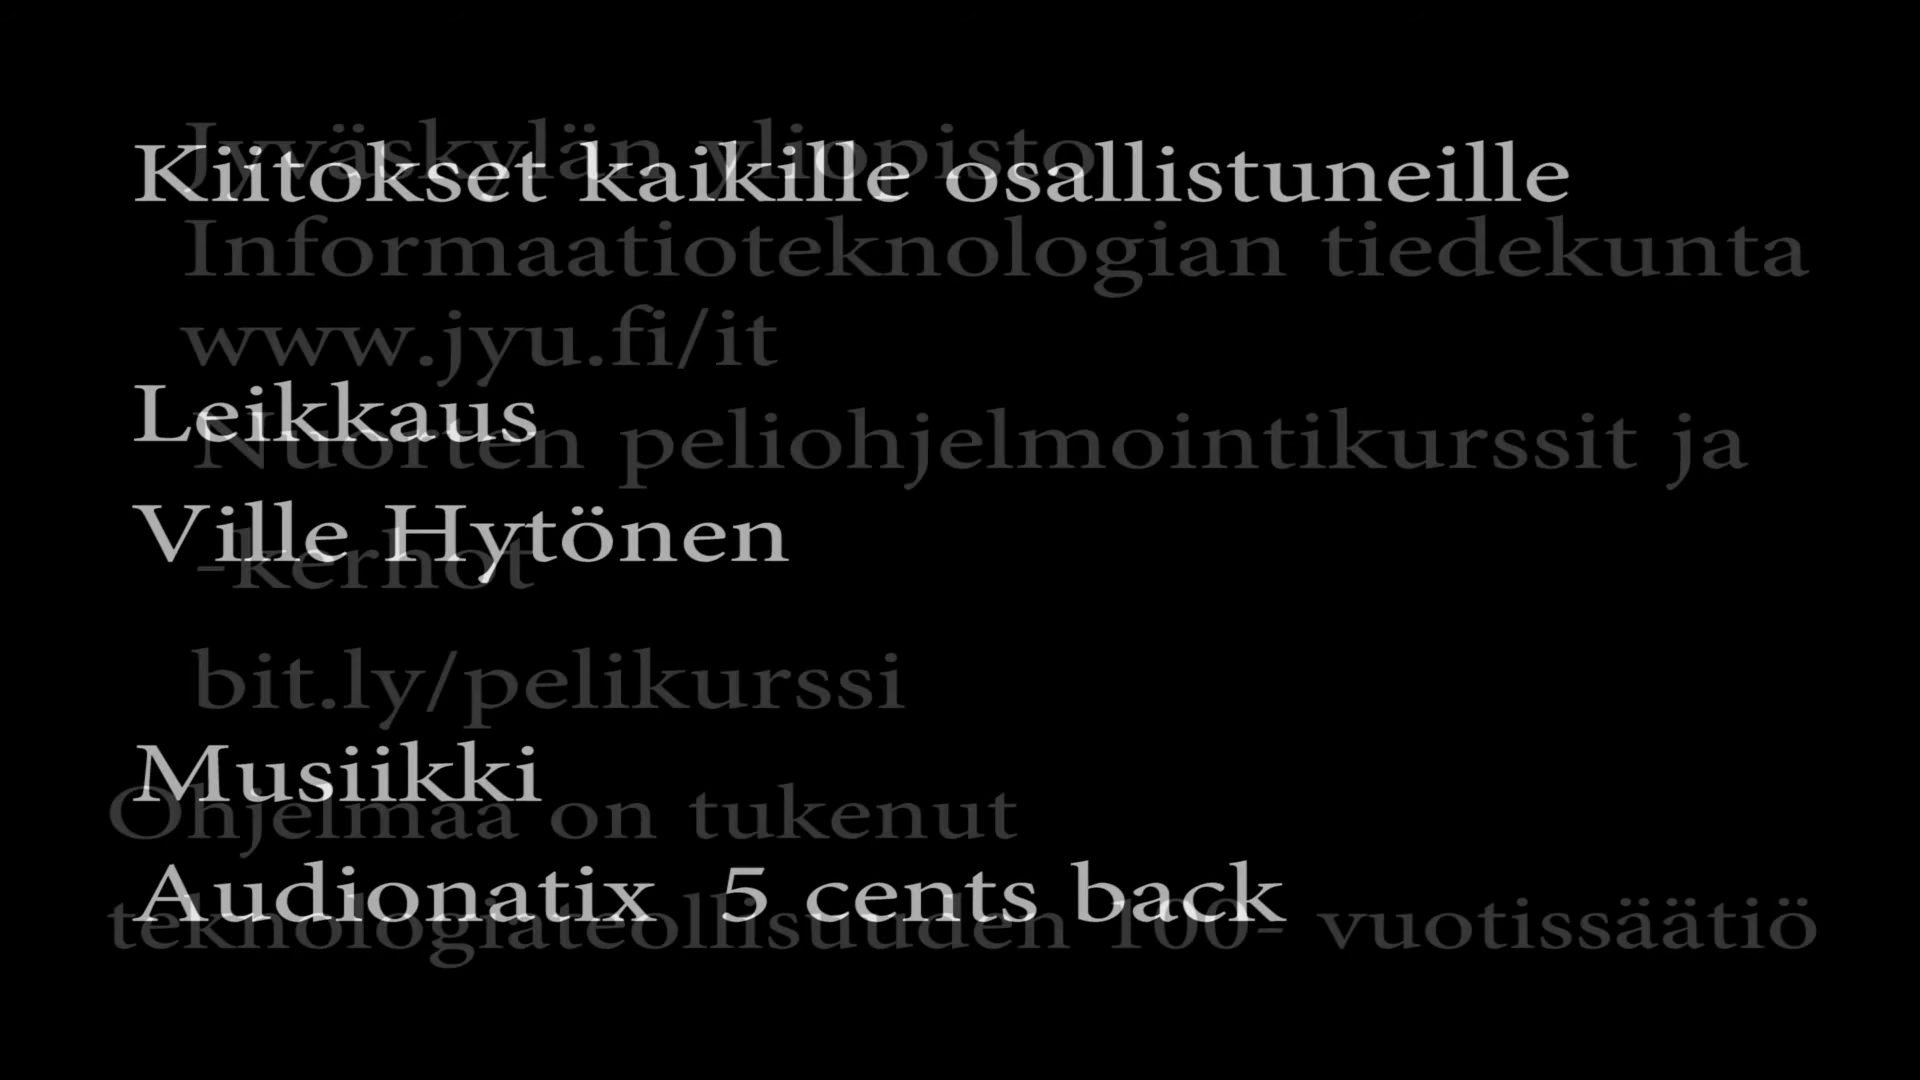 Jyväskylän yliopisto
Kiitokset kaikille osallistuneille
Informaatioteknologian tiedekunta
www.jyu.fi/it
Leikkaus
Nuorten peliohjelmointikurssit ja
Ville Hytönen
-kerhot
bit.ly/pelikurssi
Musiikki
Ohjelmaa on tukenut
Audionatix 5 cents back
teknologiateollisuuden 100- vuotissäätiö